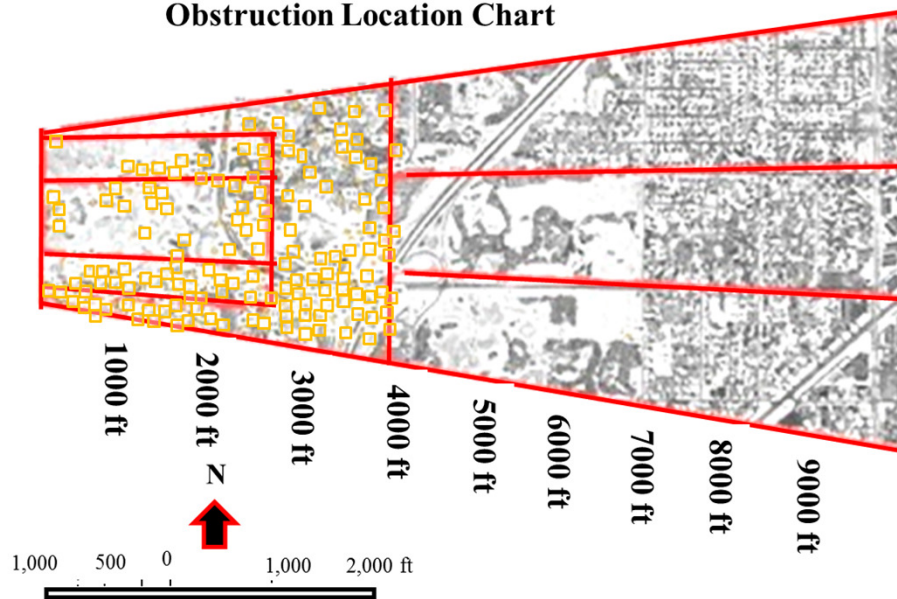 Obstruction Location Chart
1000 ft
2000 ft
3000 ft
4000 ft
5000 ft
6000 ft
7000 ft
8000 ft
9000 ft
N
1,000 500 0 1,000 2,000 ft